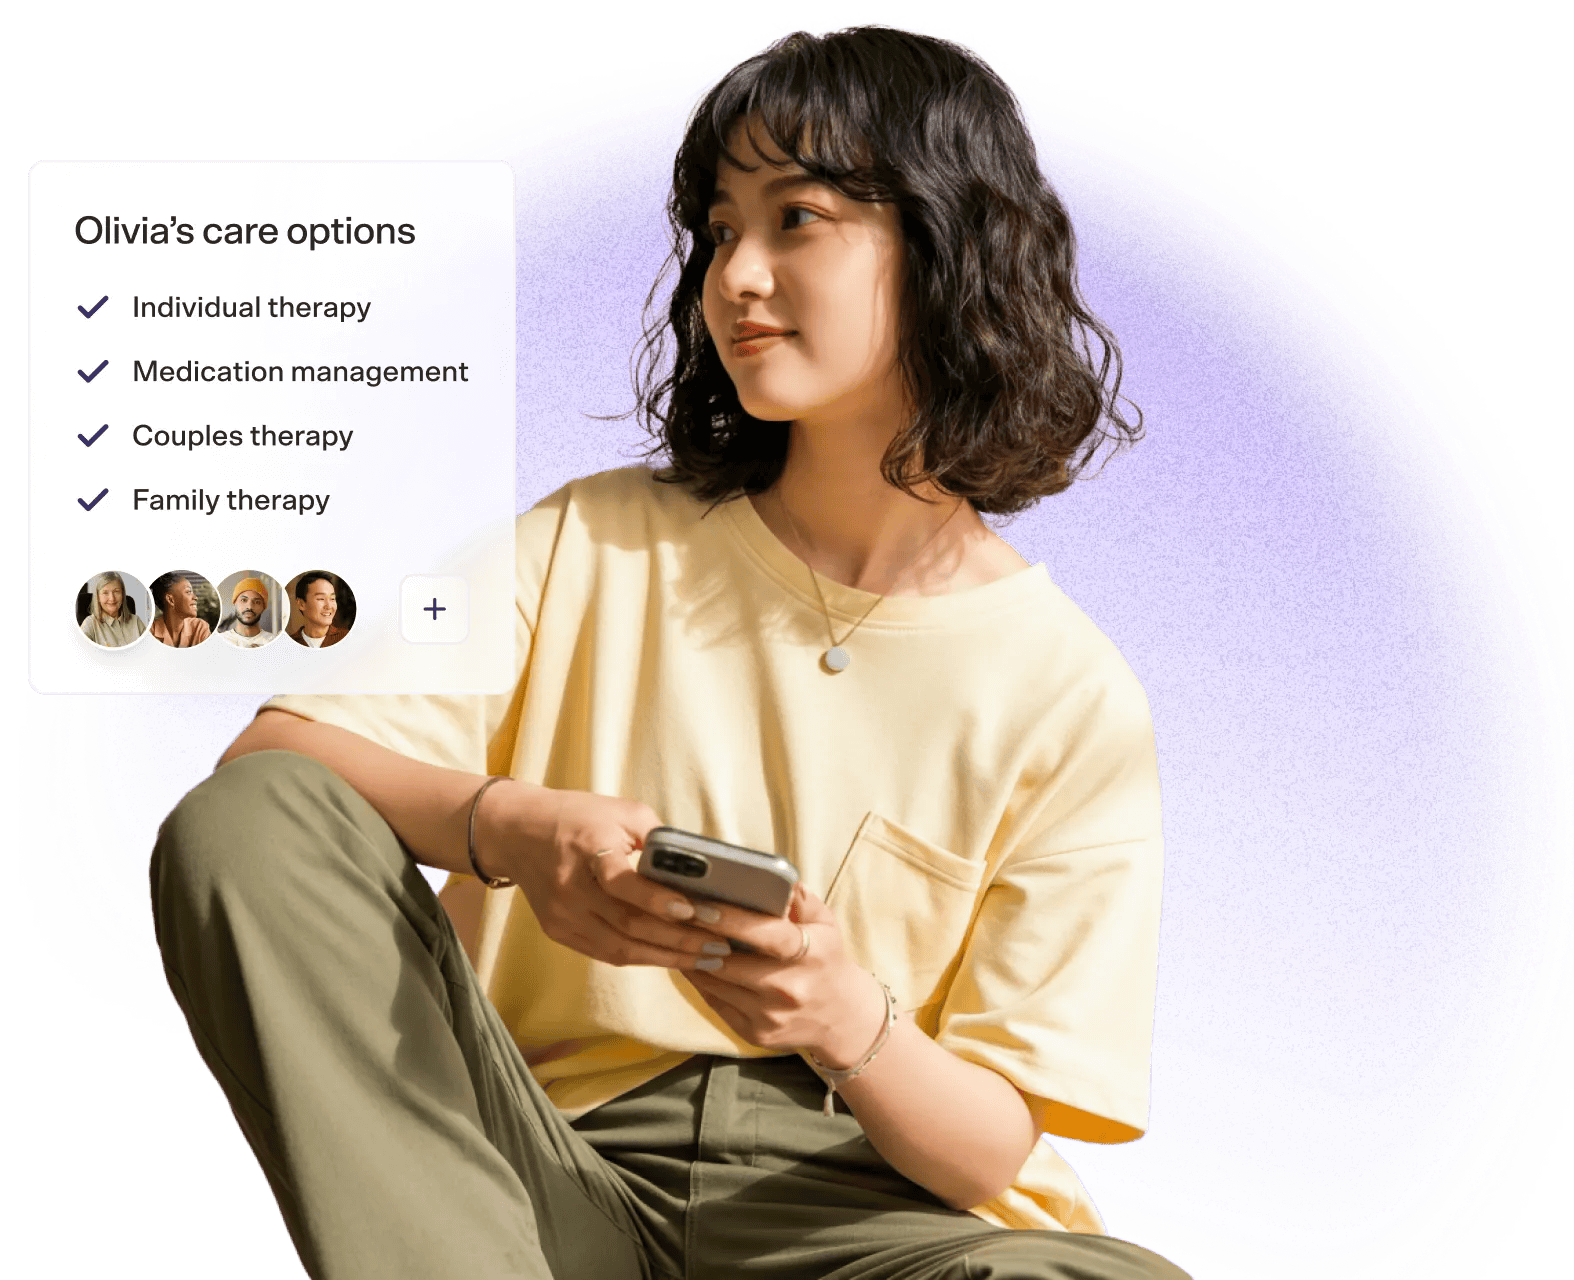 Olivia’s care options
Individual therapy
Medication management
Couples therapy
Family therapy